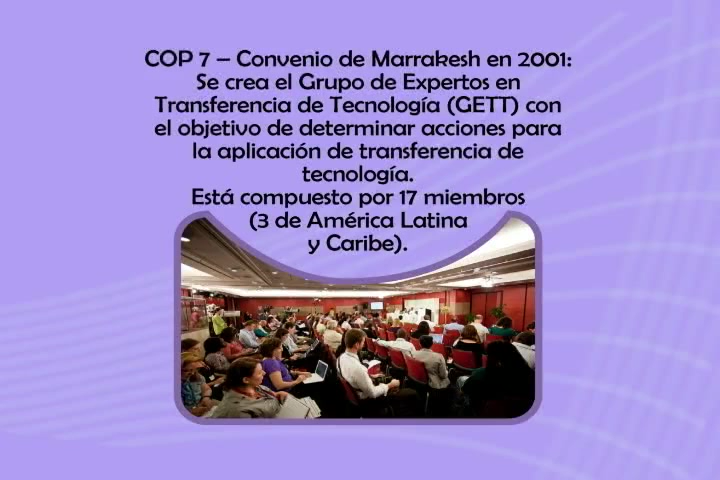 COP 7 – Convenio de Marrakesh en 2001:
Se crea el Grupo de Expertos en
Transferencia de Tecnología (GETT) con
el objetivo de determinar acciones para
la aplicación de transferencia de
tecnología.
Está compuesto por 17 miembros
(3 de América Latina
y Caribe).